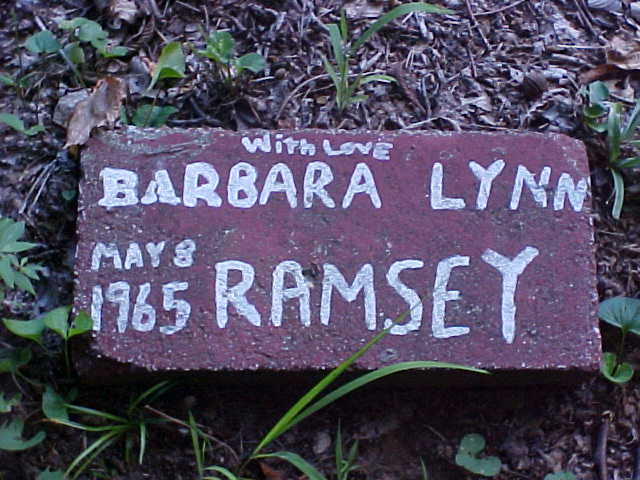 With Love
BARBARA LYNN
MAY 8
1965 RAMSEY